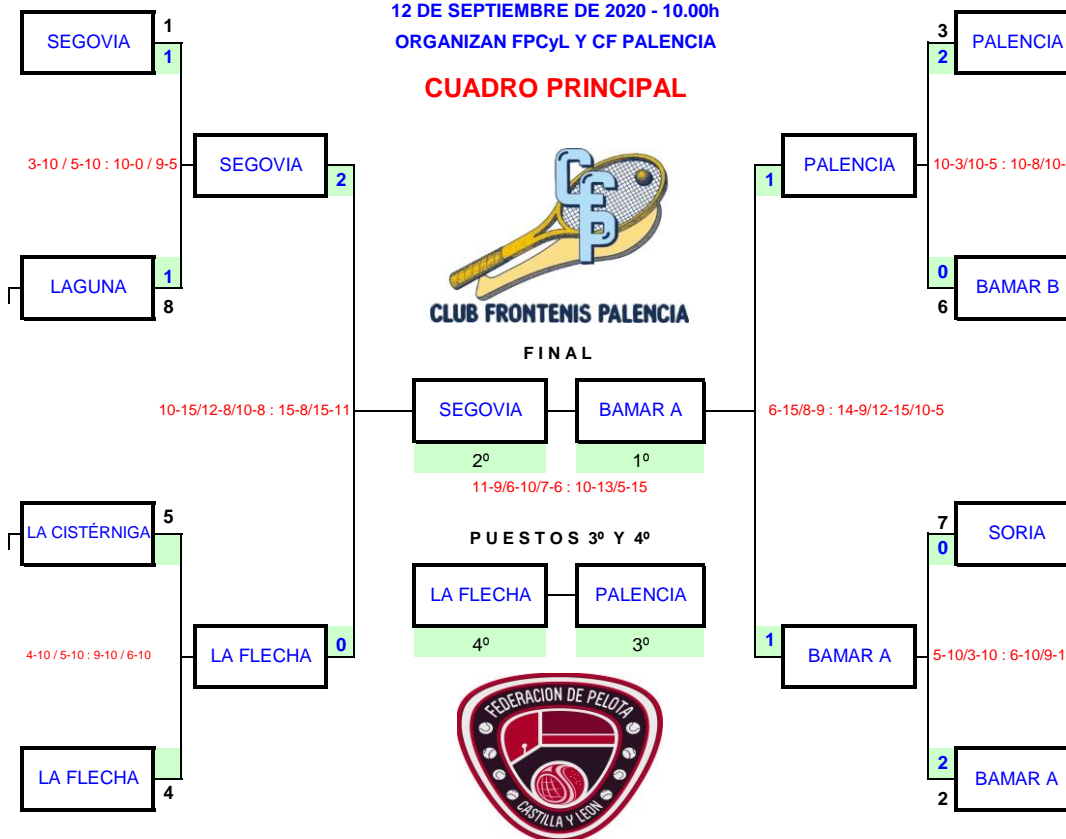 12 DE SEPTIEMBRE DE 2020 - 10.00h
ORGANIZAN FPCyL Y CF PALENCIA
CUADRO PRINCIPAL
1
SEGOVIA
1
3
PALENCIA
2
3-10 / 5-10 : 10-0 / 9-5
SEGOVIA
2
CFP
1
PALENCIA
10-3/10-5 : 10-8/10-
LAGUNA
1
8
0
BAMAR B
6
CLUB FRONTENIS PALENCIA
FINAL
10-15/12-8/10-8 : 15-8/15-11
SEGOVIA
BAMAR A
6-15/8-9 : 14-9/12-15/10-5
2º
1º
11-9/6-10/7-6 : 10-13/5-15
LA CISTÉRNIGA
5
7
SORIA
0
PUESTOS 3º Y 4º
LA FLECHA
PALENCIA
4º
3º
4-10 / 5-10 : 9-10 / 6-10
LA FLECHA
0
1
BAMAR A
5-10/3-10 : 6-10/9-1
FEDERACION DE PELOTA
CASTILLA Y LEON
LA FLECHA
4
2
BAMAR A
2